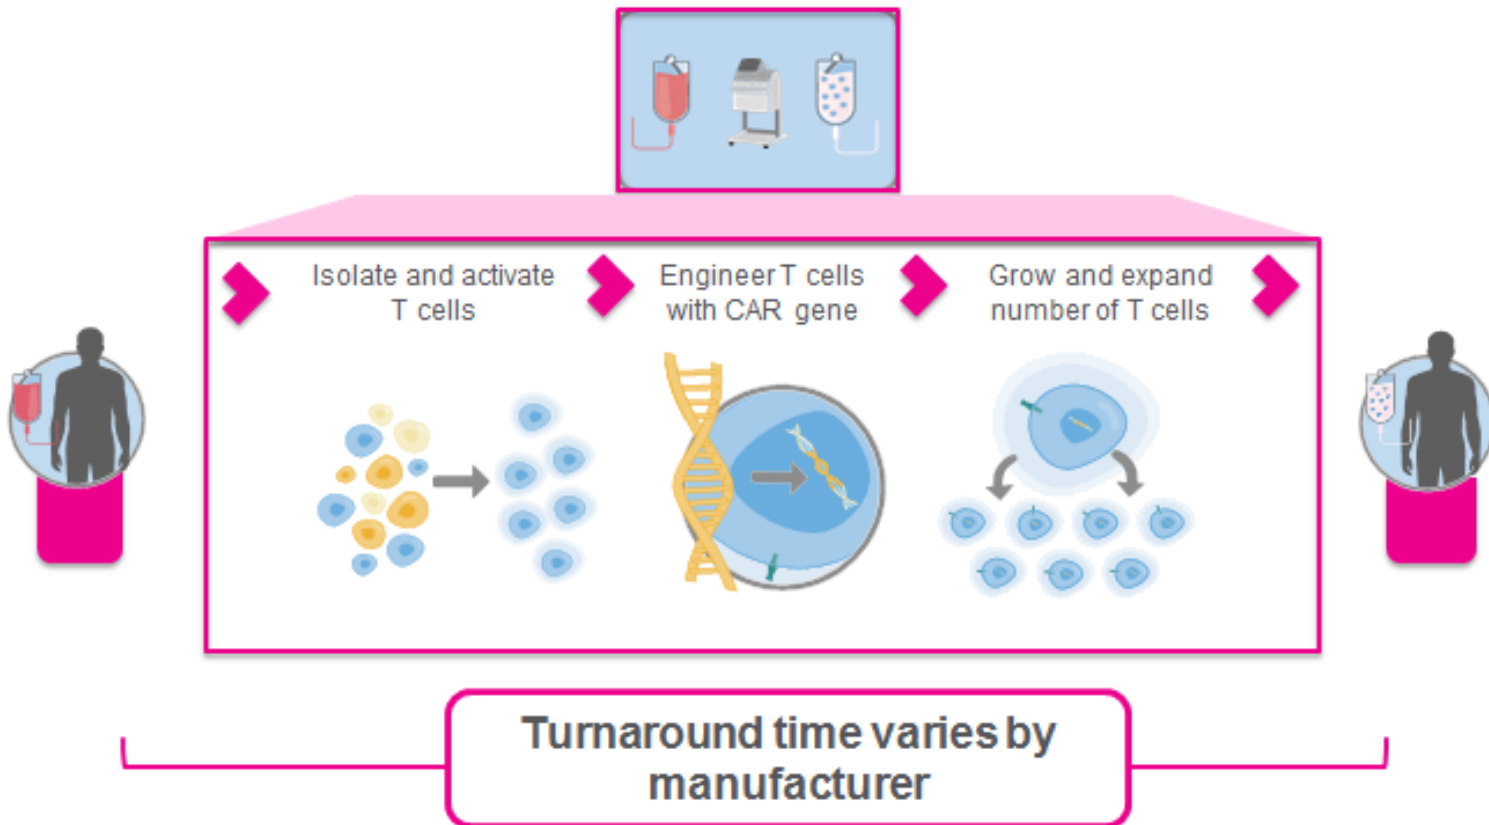 Isolate and activate
T cells
Engineer T cells
with CAR gene
Grow and expand
number of T cells
Turnaround time varies by
manufacturer